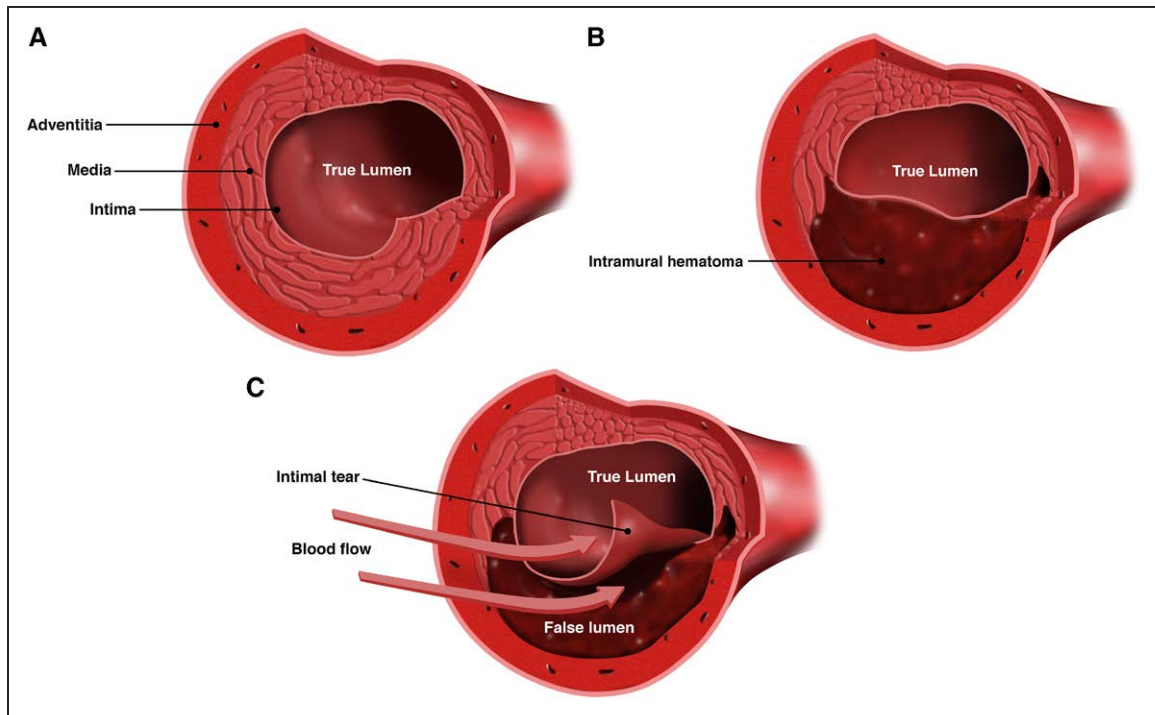 A
Adventitia
Media
Intima
True Lumen
B
True Lumen
Intramural hematoma
C
Intimal tear
True Lumen
Blood flow
False lumen